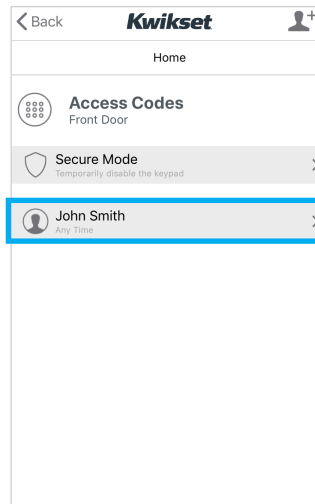 Back
Kwikset
Home
Access Codes
Front Door
Secure Mode
Temporarily disable the keypad
John Smith
Any Time